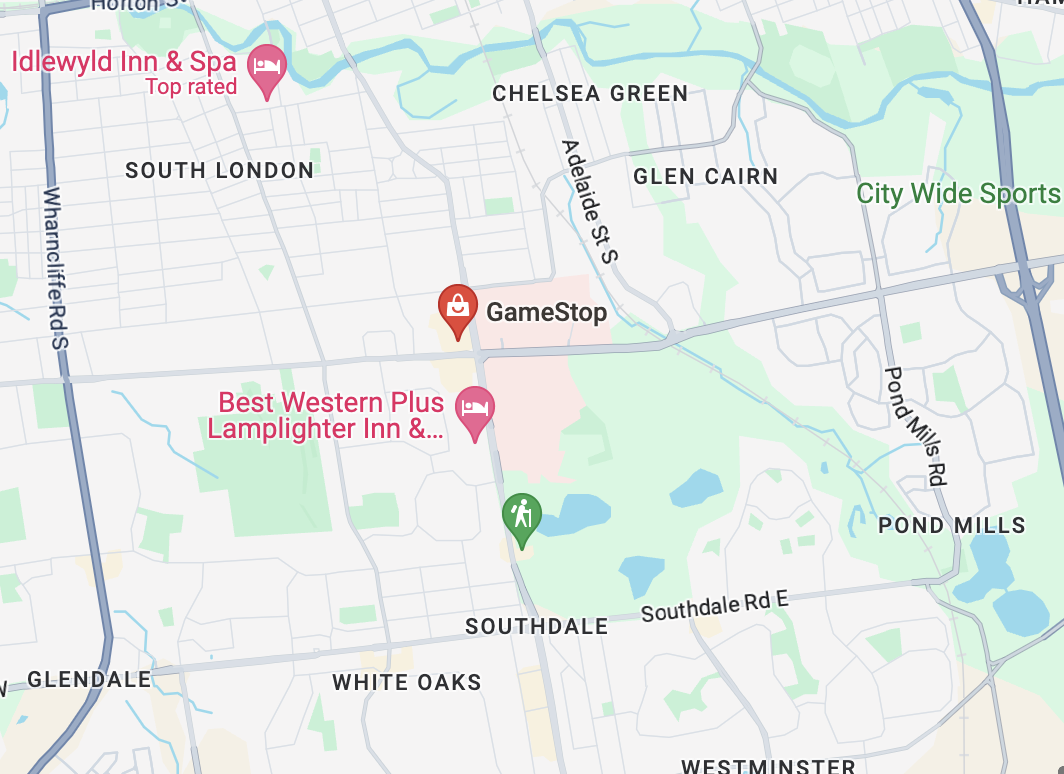 Horton S
Idlewyld Inn & Spa
Top rated
CHELSEA GREEN
SOUTH LONDON
Adelaide St S
GLEN CAIRN
City Wide Sports
Wharncliffe Rd S
GameStop
Best Western Plus
Lamplighter Inn &...
Pond Mills Rd
POND MILLS
Southdale Rd E
SOUTHDALE
GLENDALE
WHITE OAKS
WESTMINSTER